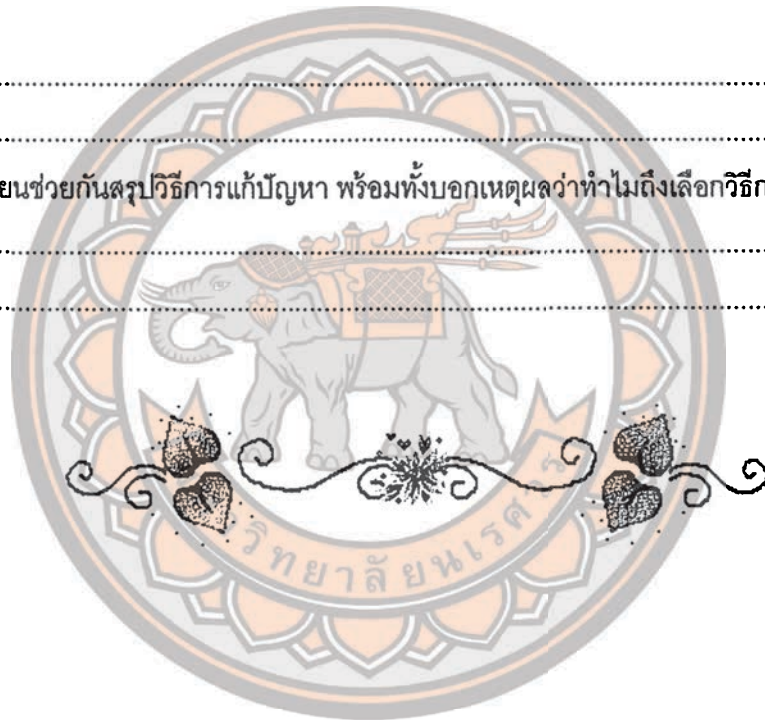 ยนช่วยกันสรุปวิธีการแก้ปัญหา พร้อมทั้งบอกเหตุผลว่าทำไมถึงเลือกวิธีก
วิทยาลัยนเรศวร